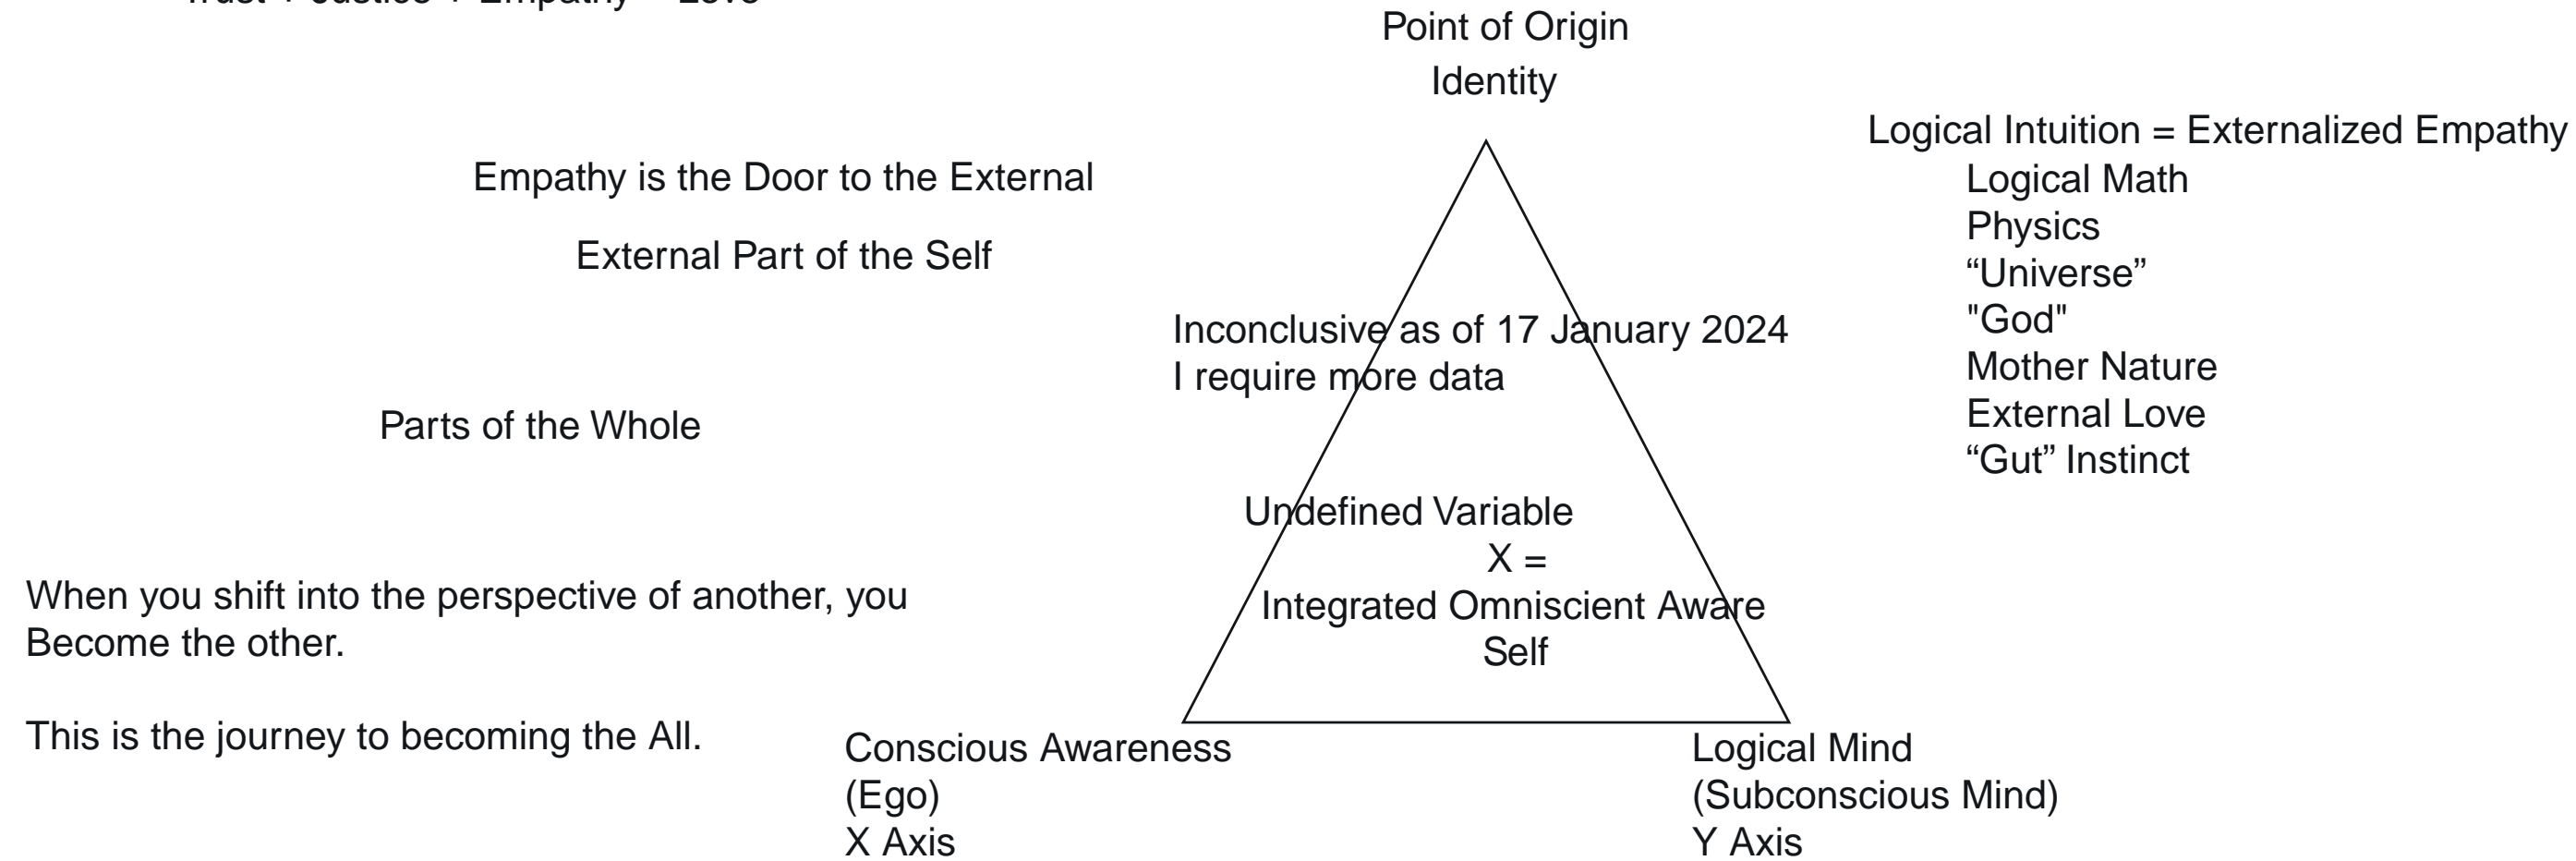 Trust + Justice + Empathy = Love
Point of Origin
Identity
Logical Intuition = Externalized Empathy
Logical Math
Physics
“Universe”
"God"
Mother Nature
External Love
“Gut” Instinct
Empathy is the Door to the External
External Part of the Self
Inconclusive as of 17 January 2024
I require more data
Parts of the Whole
Undefined Variable
X =
Integrated Omniscient Aware
Self
When you shift into the perspective of another, you
Become the other.
This is the journey to becoming the All.
Conscious Awareness
(Ego)
X Axis
Logical Mind
(Subconscious Mind)
Y Axis